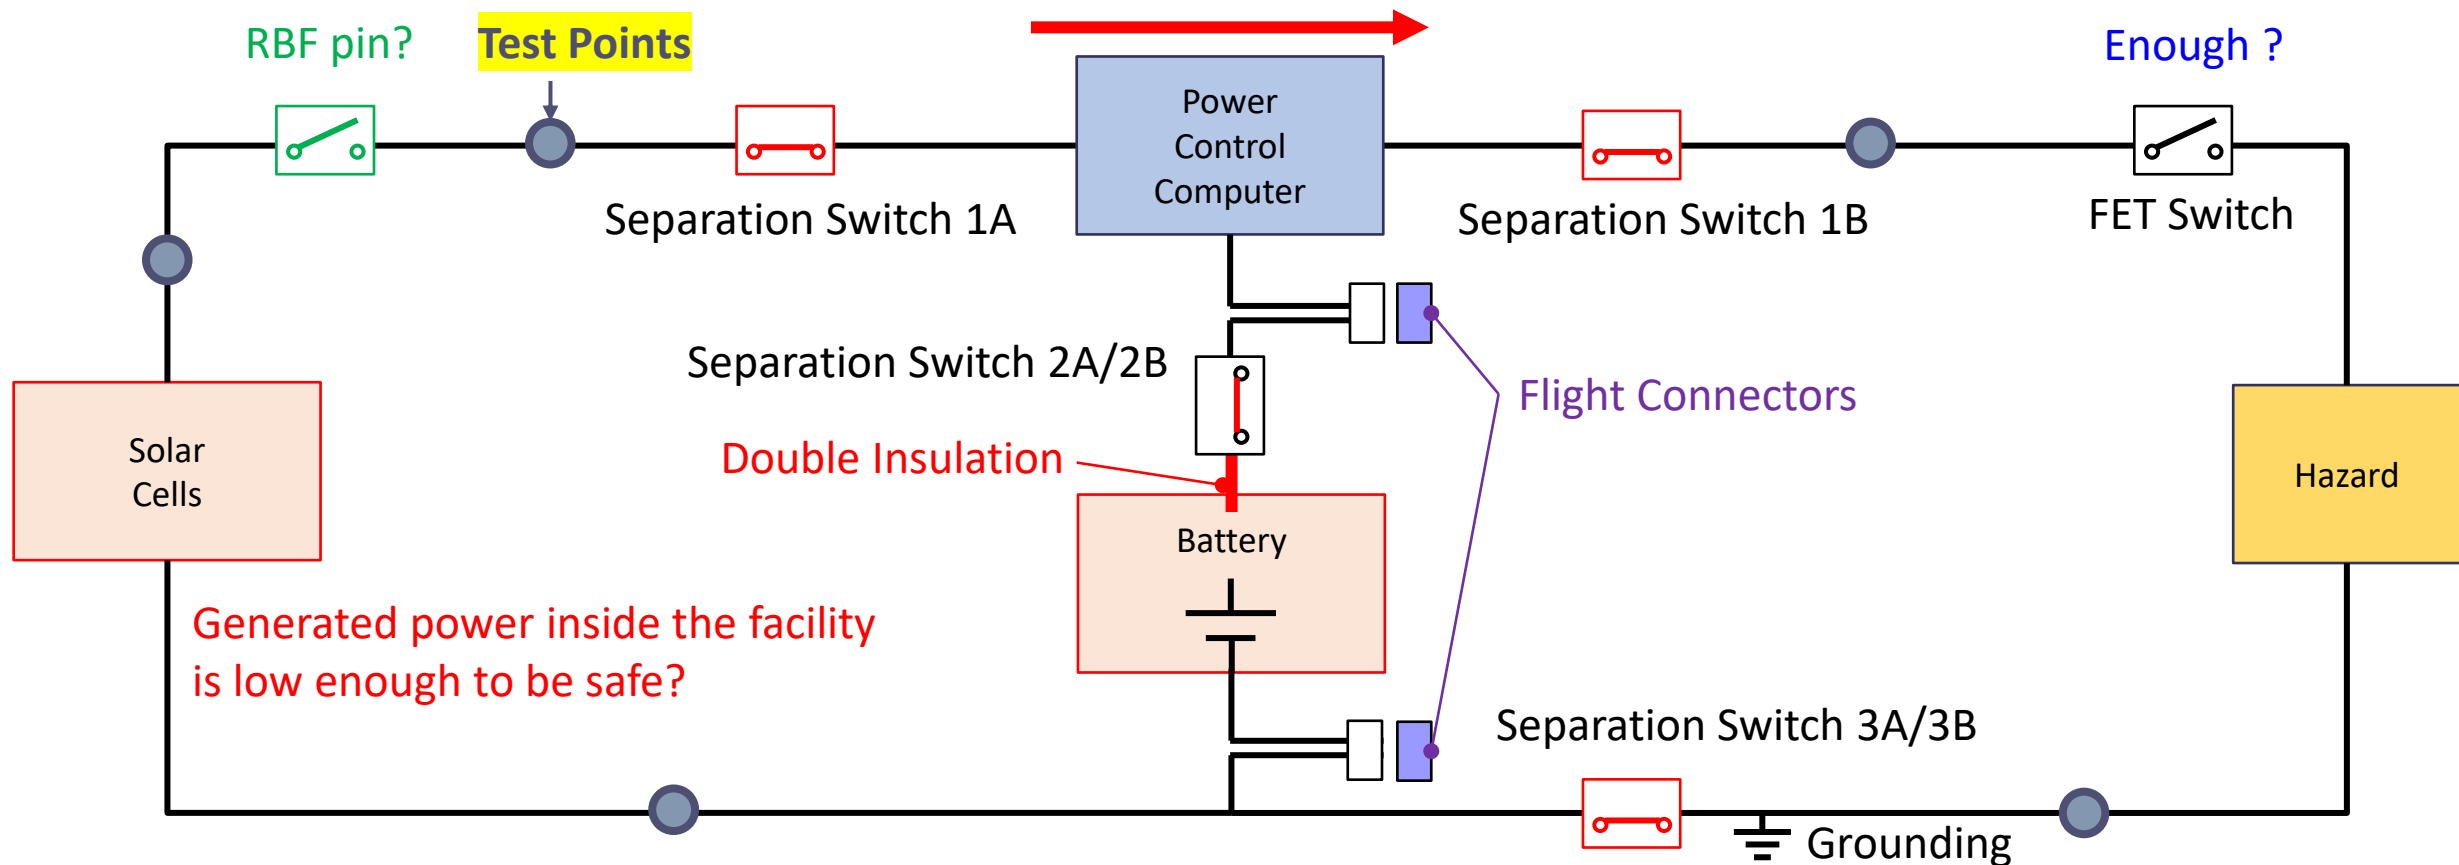 RBF pin?
Test Points
Enough ?
Power
Control
Computer
Separation Switch 1A
Separation Switch 1B
FET Switch
Separation Switch 2A/2B
Flight Connectors
Double Insulation
Solar
Cells
Hazard
Battery
Generated power inside the facility
is low enough to be safe?
Separation Switch 3A/3B
Grounding